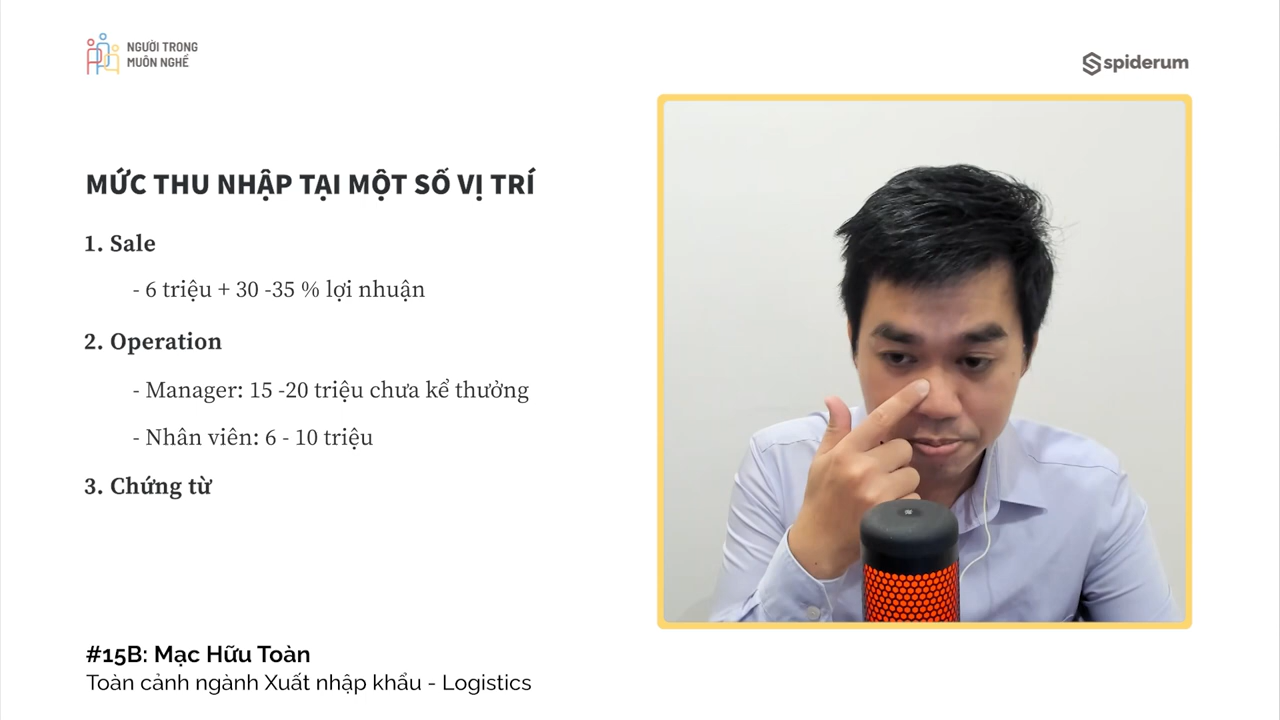 NGƯỜI TRONG
MUÔN NGHỀ
spiderum
MỨC THU NHẬP TẠI MỘT SỐ VỊ TRÍ
1. Sale
- 6 triệu + 30 -35 % lợi nhuận
2. Operation
- Manager: 15 -20 triệu chưa kể thưởng
- Nhân viên: 6 - 10 triệu
3. Chứng từ
#15B: Mạc Hữu Toàn
Toàn cảnh ngành Xuất nhập khẩu - Logistics